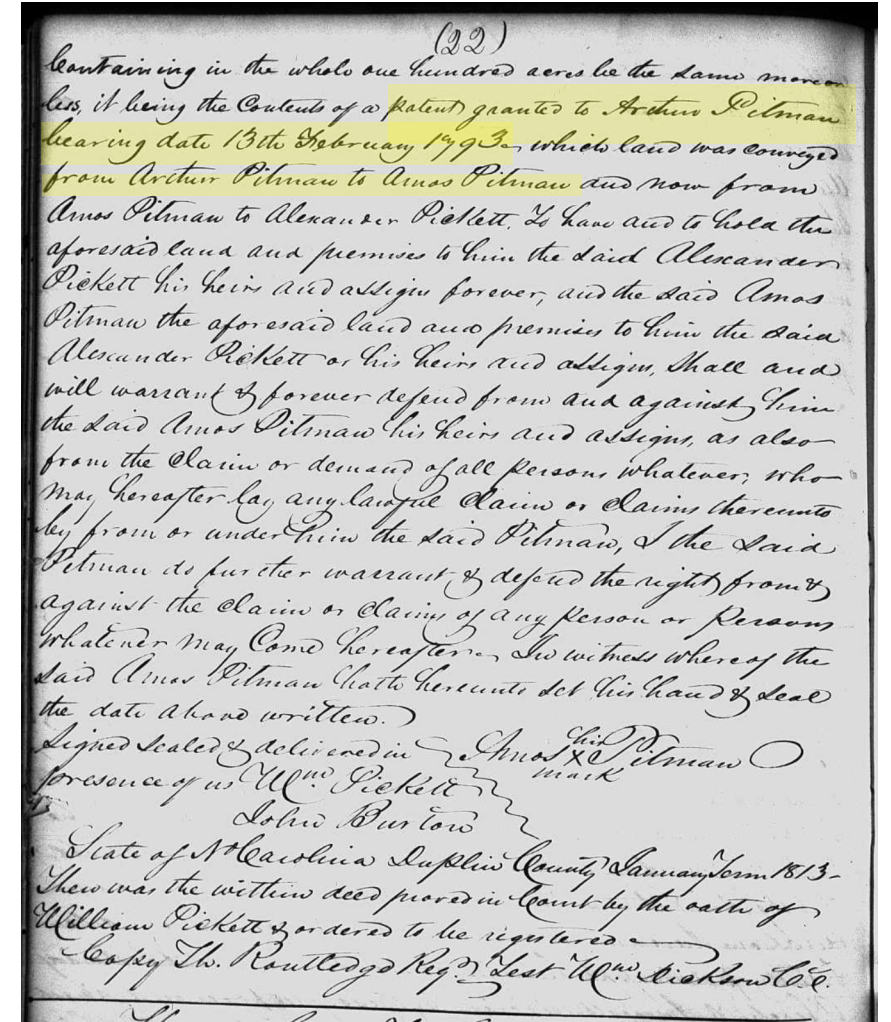 (22)
Containing in the whole one hundred acres be the same more or
less, it being the Contents of a patent granted to Arthur Pitman
bearing date 13th February 1793 which land was conveyed
from Arthur Pitman to Amos Pitman and now from
Amos Pitman to Alexander Pickett, To have and to hold the
aforesaid land and premises to him the said Alexander
Pickett his heirs and assigns forever, and the said Amos
Pitman the aforesaid land and premises to him the said
Alexander Pickett or his heirs and assigns, Shall and
will warrant & forever defend from and against him
the said Amos Pitman his heirs and assigns, as also
from the Claim or demand of all persons whatever, who
may hereafter lay any lawful Claim or Claims thereunto
by from or under him the said Pitman, I the said
Pitman do further warrant & defend the right from &
against the Claim or Claims of any person or Persons
whatever may Come hereafter. In witness whereof the
said Amos Pitman hath hereunto set his hand & seal
the date above written.
Signed Sealed & delivered in Amos his X mark Pitman
presence of us Wm. Pickett
John Burton
State of No Carolina Duplin County January Term 1813
Then was the within deed proved in Court by the oath of
William Pickett & ordered to be registered
Copy Th. Routledge Regr. Test Wm. Dickson C.C.